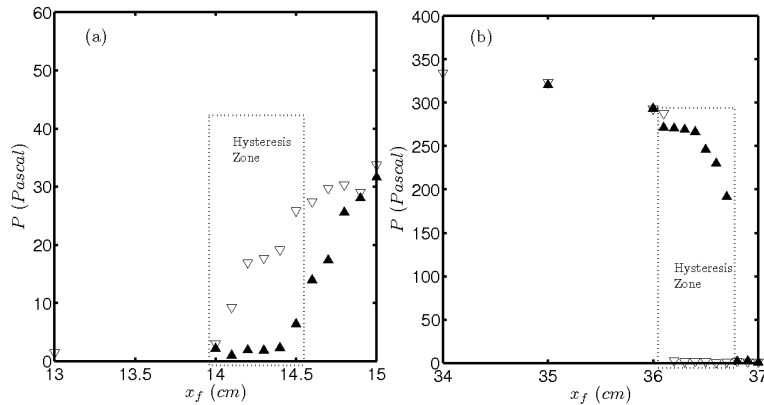 (a)
60
50
40
30
20
10
0
P (Pascal)
Hysteresis
Zone
13
13.5
14
14.5
15
x_f (cm)
(b)
400
350
300
250
200
150
100
50
0
P (Pascal)
Hysteresis
Zone
34
35
36
37
x_f (cm)